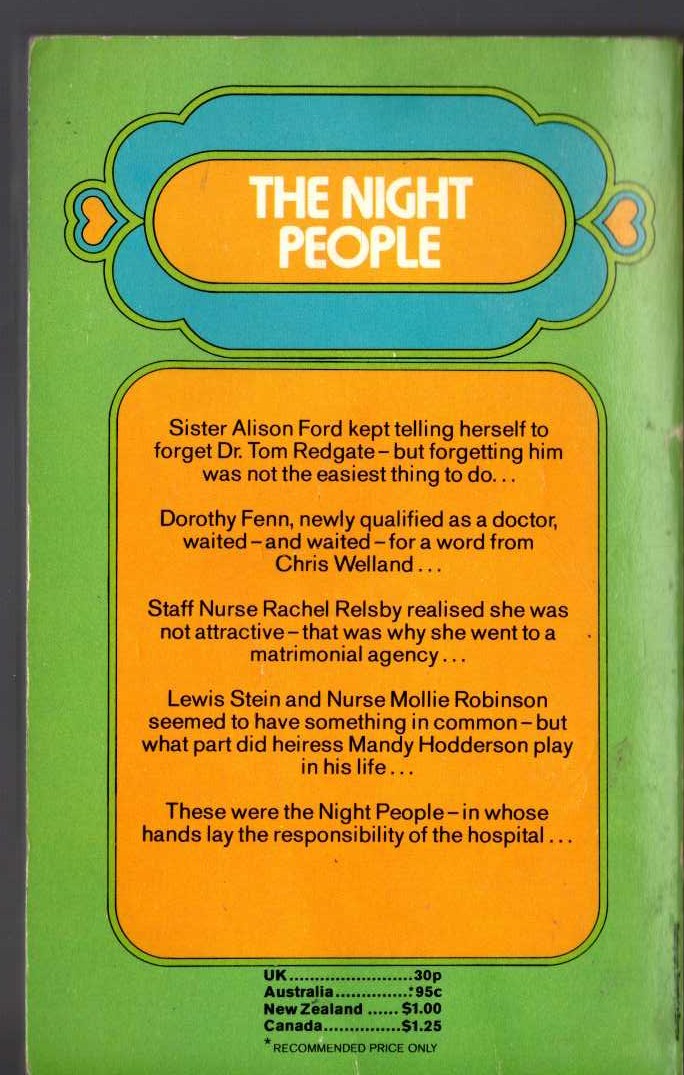 THE NIGHT
PEOPLE
Sister Alison Ford kept telling herself to
forget Dr. Tom Redgate – but forgetting him
was not the easiest thing to do...
Dorothy Fenn, newly qualified as a doctor,
waited – and waited – for a word from
Chris Welland ...
Staff Nurse Rachel Relsby realised she was
not attractive – that was why she went to a
matrimonial agency ...
Lewis Stein and Nurse Mollie Robinson
seemed to have something in common – but
what part did heiress Mandy Hodderson play
in his life ...
These were the Night People – in whose
hands lay the responsibility of the hospital ...
UK........................30p
Australia..............*95c
New Zealand ...... $1.00
Canada...............$1.25
* RECOMMENDED PRICE ONLY